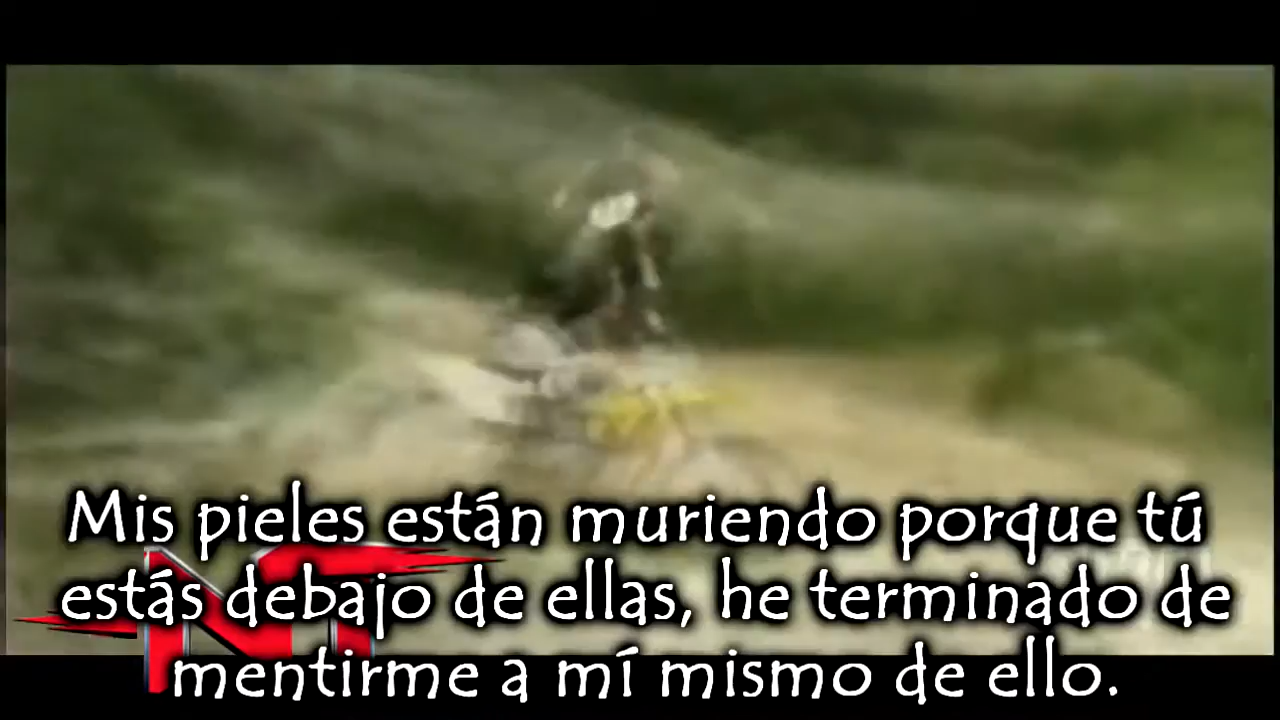 Mis pieles están muriendo porque tú
estás debajo de ellas, he terminado de
mentirme a mí mismo de ello.